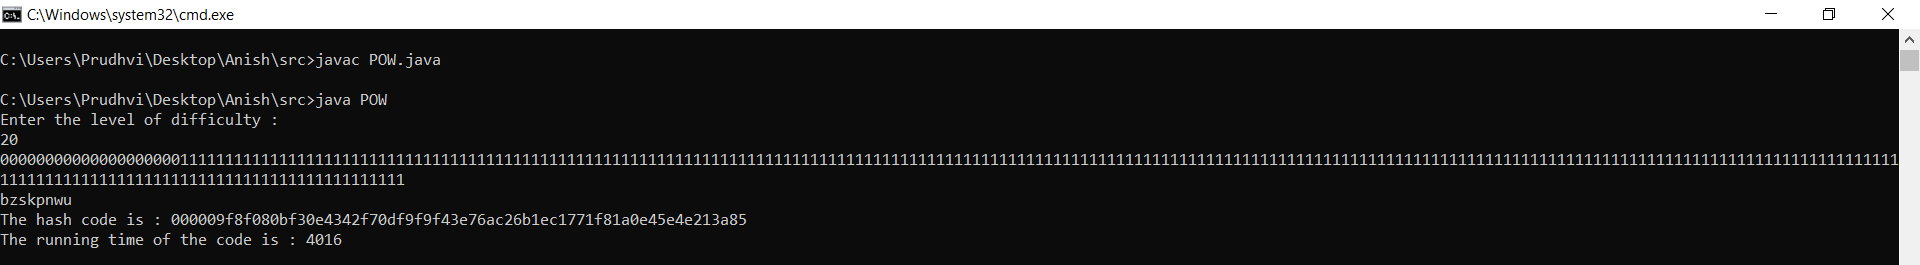 C:\Windows\system32\cmd.exe
C:\Users\Prudhvi\Desktop\Anish\src>javac POW.java
C:\Users\Prudhvi\Desktop\Anish\src>java POW
Enter the level of difficulty :
20
0000000000000000000011111111111111111111111111111111111111111111111111111111111111111111111111111111111111111111111111111111111111111111111111111111111111111111111111111111111111111111111111111111111111111111111
111111111111111111111111111111111111111111111
bzskpnwu
The hash code is : 000009f8f080bf30e4342f70df9f9f43e76ac26b1ec1771f81a0e45e4e213a85
The running time of the code is : 4016